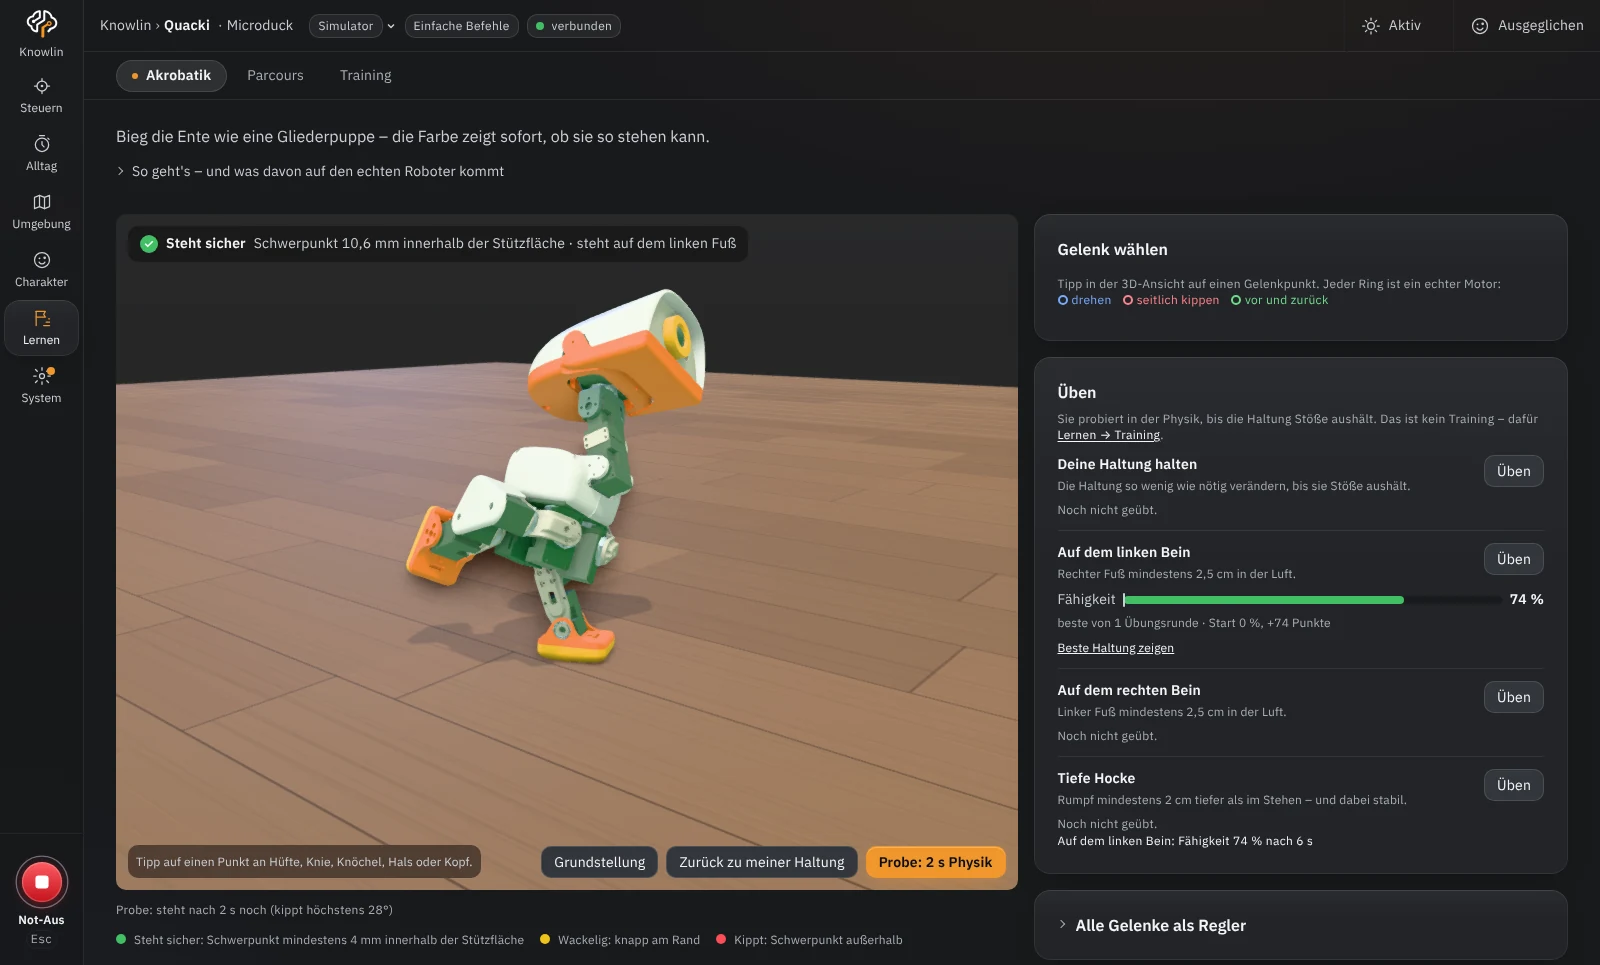 Knowlin
Knowlin › Quacki · Microduck
Simulator
Einfache Befehle
verbunden
Aktiv
Ausgeglichen
Steuern
Alltag
Umgebung
Charakter
Lernen
System
Not-Aus
Esc
Akrobatik
Parcours
Training
Bieg die Ente wie eine Gliederpuppe – die Farbe zeigt sofort, ob sie so stehen kann.
So geht's – und was davon auf den echten Roboter kommt
Steht sicher Schwerpunkt 10,6 mm innerhalb der Stützfläche · steht auf dem linken Fuß
Tipp auf einen Punkt an Hüfte, Knie, Knöchel, Hals oder Kopf.
Grundstellung
Zurück zu meiner Haltung
Probe: 2 s Physik
Probe: steht nach 2 s noch (kippt höchstens 28°)
Steht sicher: Schwerpunkt mindestens 4 mm innerhalb der Stützfläche
Wackelig: knapp am Rand
Kippt: Schwerpunkt außerhalb
Gelenk wählen
Tipp in der 3D-Ansicht auf einen Gelenkpunkt. Jeder Ring ist ein echter Motor:
drehen seitlich kippen vor und zurück
Üben
Sie probiert in der Physik, bis die Haltung Stöße aushält. Das ist kein Training – dafür
Lernen → Training.
Deine Haltung halten
Die Haltung so wenig wie nötig verändern, bis sie Stöße aushält.
Noch nicht geübt.
Üben
Auf dem linken Bein
Rechter Fuß mindestens 2,5 cm in der Luft.
Üben
Fähigkeit 74 %
beste von 1 Übungsrunde · Start 0 %, +74 Punkte
Beste Haltung zeigen
Auf dem rechten Bein
Linker Fuß mindestens 2,5 cm in der Luft.
Noch nicht geübt.
Üben
Tiefe Hocke
Rumpf mindestens 2 cm tiefer als im Stehen – und dabei stabil.
Noch nicht geübt.
Üben
Auf dem linken Bein: Fähigkeit 74 % nach 6 s
Alle Gelenke als Regler